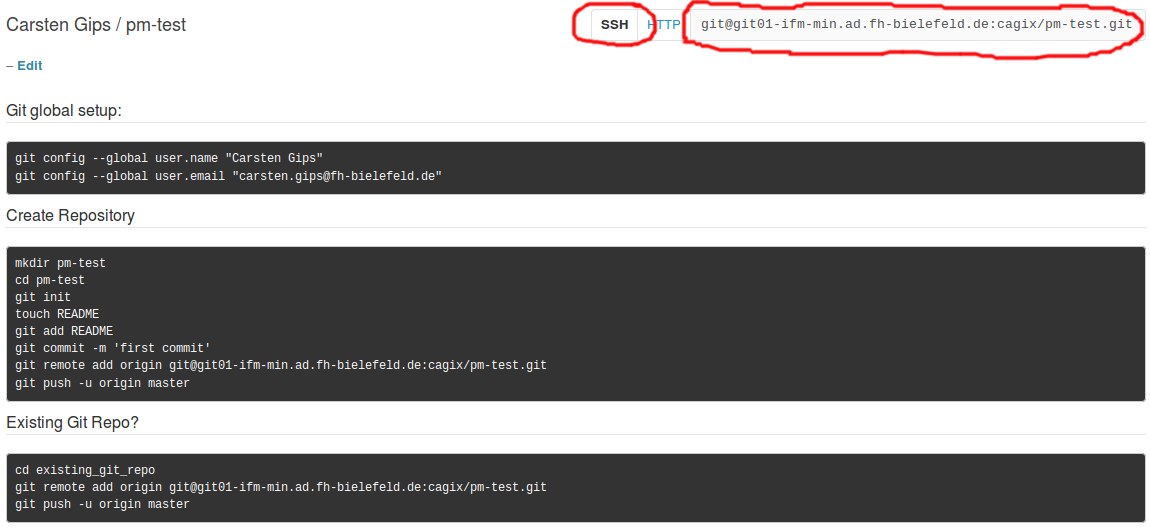 Carsten Gips / pm-test
SSH HTTP git@git01-ifm-min.ad.fh-bielefeld.de:cagix/pm-test.git
– Edit
Git global setup:
git config --global user.name "Carsten Gips"
git config --global user.email "carsten.gips@fh-bielefeld.de"
Create Repository
mkdir pm-test
cd pm-test
git init
touch README
git add README
git commit -m 'first commit'
git remote add origin git@git01-ifm-min.ad.fh-bielefeld.de:cagix/pm-test.git
git push -u origin master
Existing Git Repo?
cd existing_git_repo
git remote add origin git@git01-ifm-min.ad.fh-bielefeld.de:cagix/pm-test.git
git push -u origin master